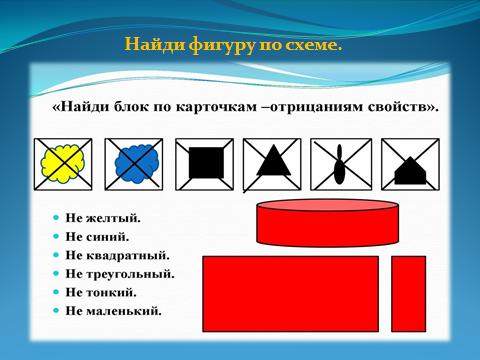 Найди фигуру по схеме.
«Найди блок по карточкам –отрицаниям свойств».
Не желтый.
Не синий.
Не квадратный.
Не треугольный.
Не тонкий.
Не маленький.